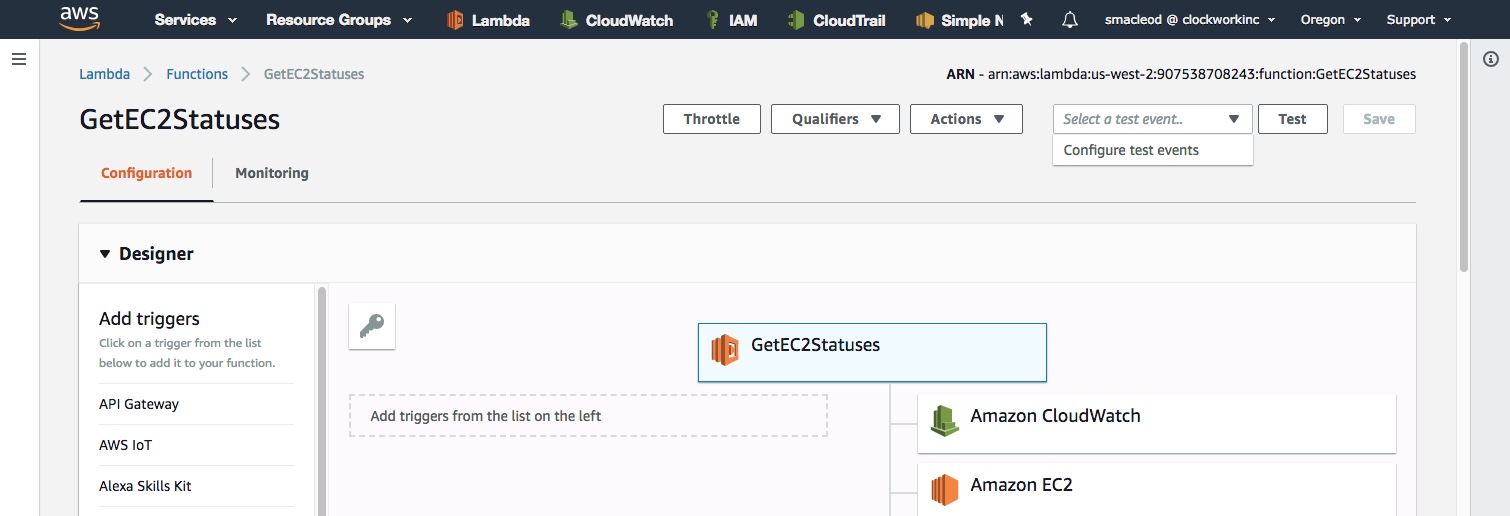 aws Services Resource Groups Lambda CloudWatch IAM CloudTrail Simple N smacleod @ clockworkinc Oregon Support
Lambda Functions GetEC2Statuses ARN - arn:aws:lambda:us-west-2:907538708243:function:GetEC2Statuses
GetEC2Statuses Throttle Qualifiers Actions Select a test event.. Test Save
Configure test events
Configuration Monitoring
Designer
Add triggers
Click on a trigger from the list
below to add it to your function.
GetEC2Statuses
API Gateway
Add triggers from the list on the left
Amazon CloudWatch
AWS IoT
Alexa Skills Kit
Amazon EC2